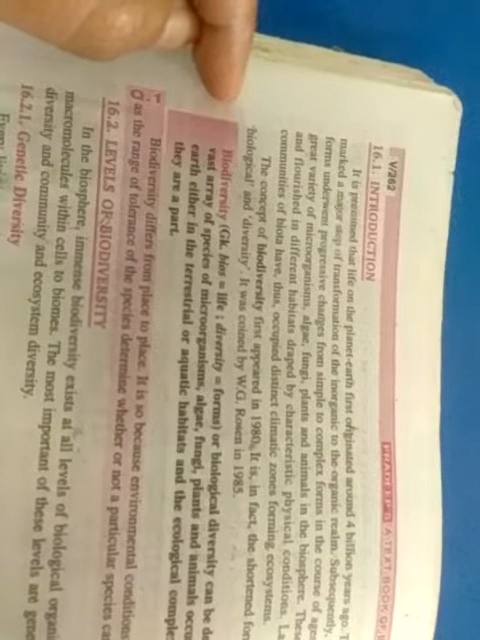 V/262
PRADEEP'S A TEXT BOOK OF
16.1. INTRODUCTION
It is presumed that life on the planet-earth first originated around 4 billion years ago.
marked a major step of transformation of the inorganic to the organic realm. Subsequently,
forms underwent progressive changes from simple to complex forms in the course of
great variety of microorganisms, algae, fungi, plants and animals in the biosphere. These
and flourished in different habitats draped by characteristic physical conditions.
communities of biota have, thus, occupied distinct climatic zones forming ecosystems.
The concept of biodiversity first appeared in 1980. It is, in fact, the shortened
'biological' and 'diversity'. It was coined by W.G. Rosen in 1985.
Biodiversity (Gk. bios = life ; diversity = forms) or biological diversity can be
vast array of species of microorganisms, algae, fungi, plants and animals
earth either in the terrestrial or aquatic habitats and the ecological
they are a part.
Biodiversity differs from place to place. It is so because environmental conditions
as the range of tolerance of the species determine whether or not a particular species
16.2. LEVELS OF BIODIVERSITY
In the biosphere, immense biodiversity exists at all levels of biological
macromolecules within cells to biomes. The most important of these levels are
diversity and community and ecosystem diversity.
16.2.1. Genetic Diversity
Every